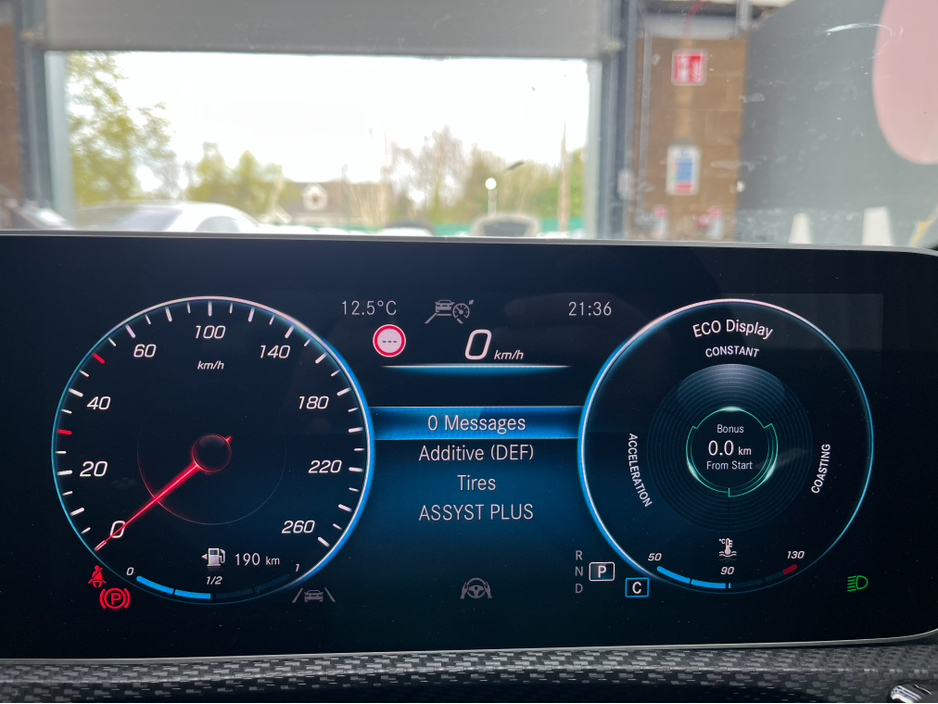 12.5°C
21:36
0 km/h
---
0
20
40
60
100
140
180
220
260
km/h
0 Messages
Additive (DEF)
Tires
ASSYST PLUS
ECO Display
CONSTANT
ACCELERATION
COASTING
Bonus
0.0 km
From Start
190 km
0
1/2
1
P
R
N
D
P
C
°C/°F
50
90
130